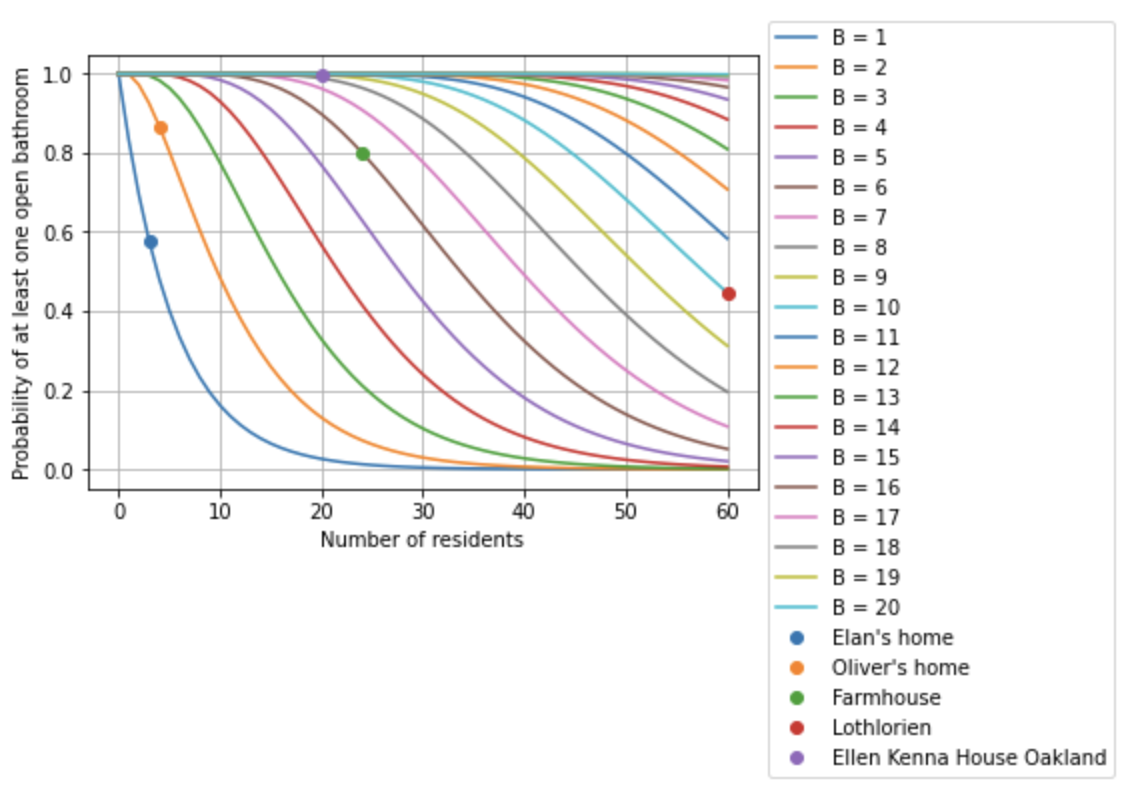 Probability of at least one open bathroom
1.0
0.8
0.6
0.4
0.2
0.0
0 10 20 30 40 50 60
Number of residents
B = 1
B = 2
B = 3
B = 4
B = 5
B = 6
B = 7
B = 8
B = 9
B = 10
B = 11
B = 12
B = 13
B = 14
B = 15
B = 16
B = 17
B = 18
B = 19
B = 20
Elan's home
Oliver's home
Farmhouse
Lothlorien
Ellen Kenna House Oakland